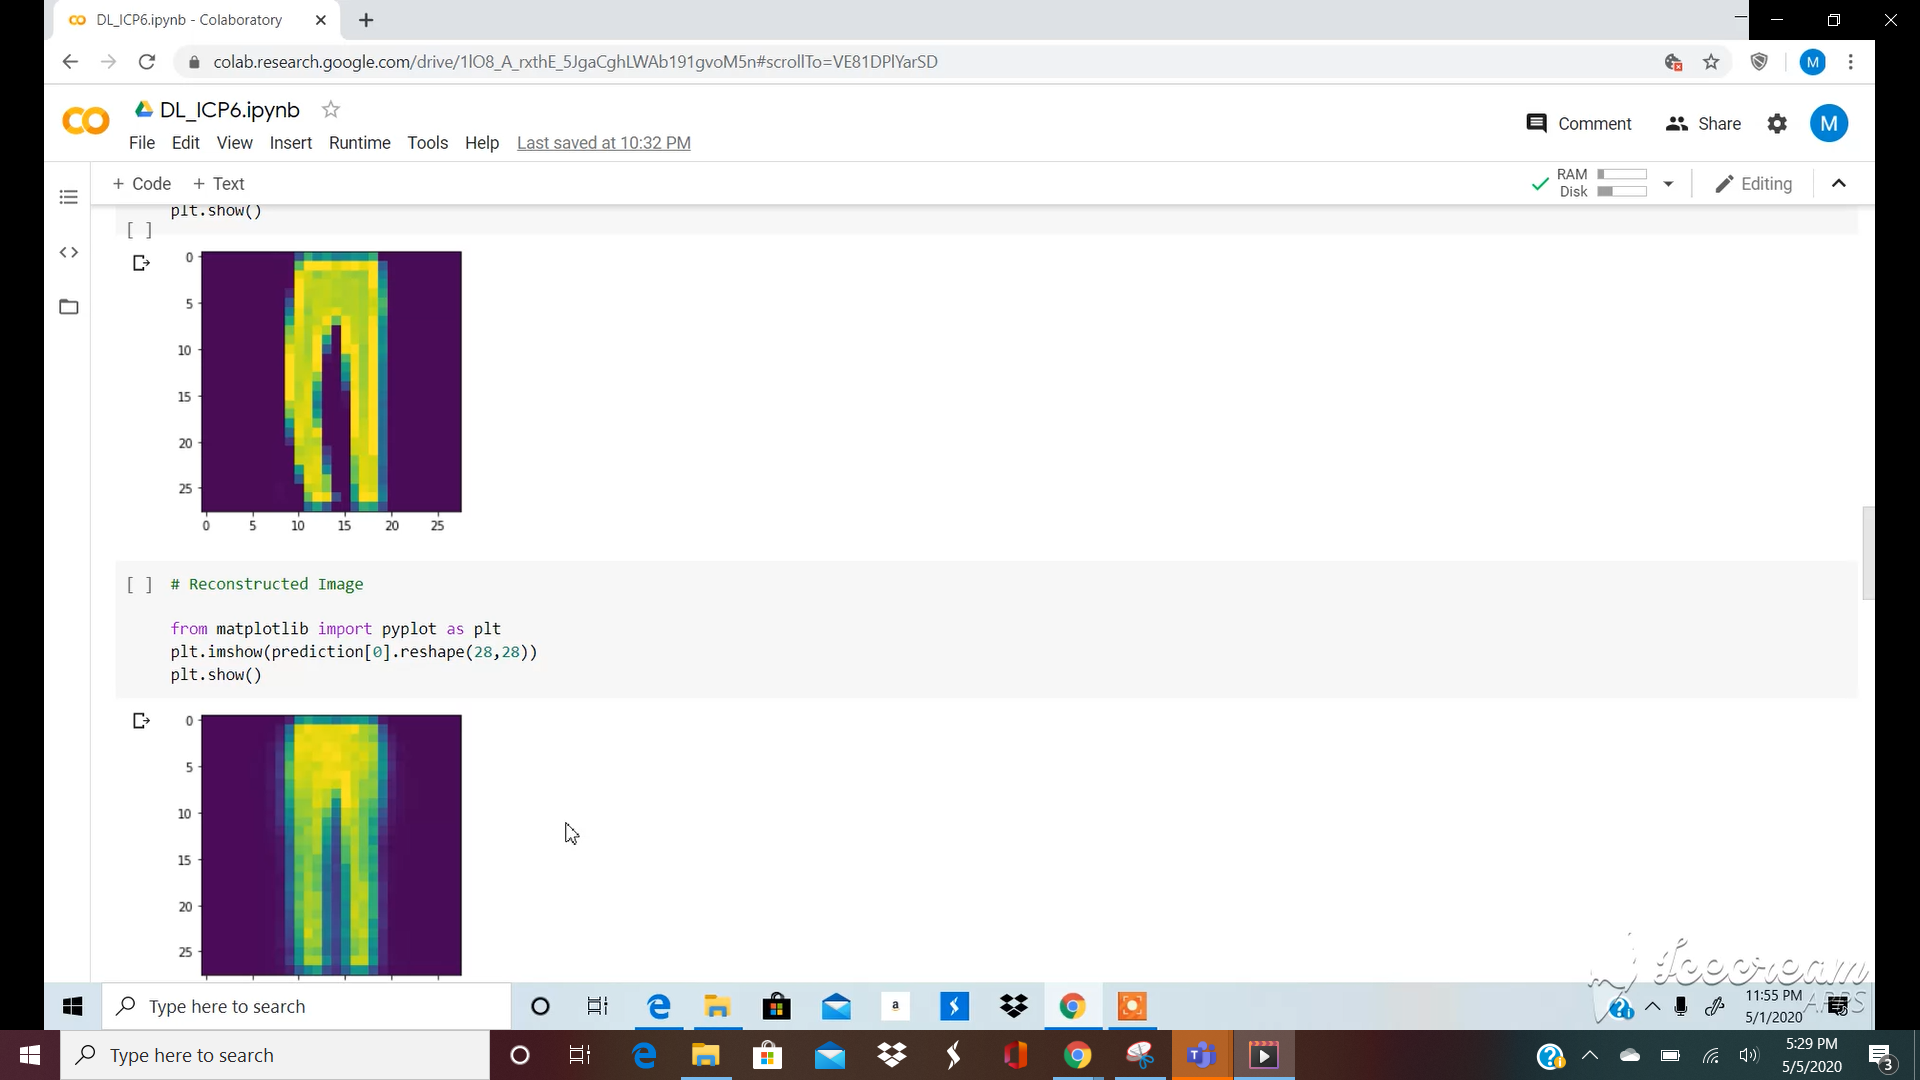 DL_ICP6.ipynb - Colaboratory
colab.research.google.com/drive/1lO8_A_rxthE_5JgaCghLWAb191gvoM5n#scrollTo=VE81DPlYarSD
M
DL_ICP6.ipynb
Comment
Share
M
File Edit View Insert Runtime Tools Help Last saved at 10:32 PM
+ Code + Text
RAM
Disk
Editing
plt.show()
[ ]
0
5
10
15
20
25
0 5 10 15 20 25
[ ] # Reconstructed Image
from matplotlib import pyplot as plt
plt.imshow(prediction[0].reshape(28,28))
plt.show()
0
5
10
15
20
25
Icecream
APPS
Type here to search
a
11:55 PM
5/1/2020
Type here to search
5:29 PM
5/5/2020
3